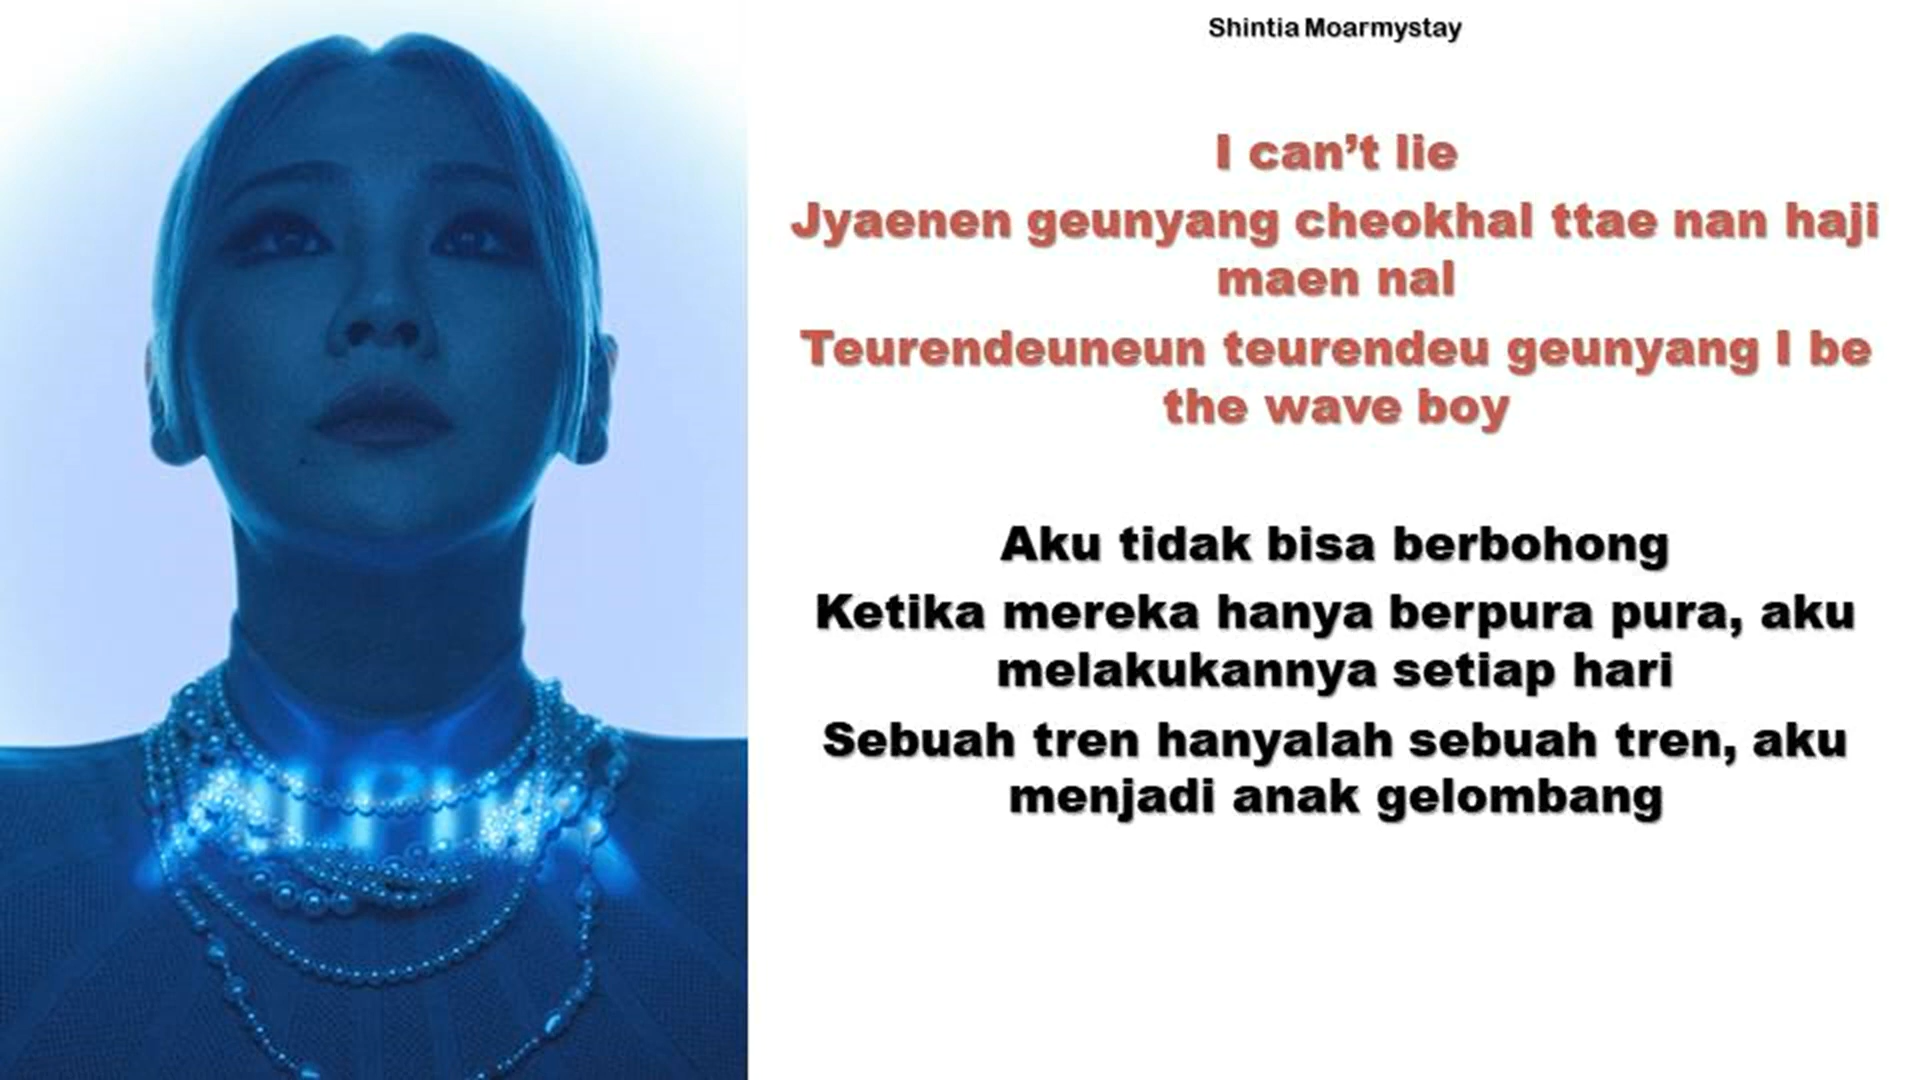 Shintia Moarmystay
I can't lie
Jyaenen geunyang cheokhal ttae nan haji
maen nal
Teurendeuneun teurendeu geunyang I be
the wave boy
Aku tidak bisa berbohong
Ketika mereka hanya berpura pura, aku
melakukannya setiap hari
Sebuah tren hanyalah sebuah tren, aku
menjadi anak gelombang